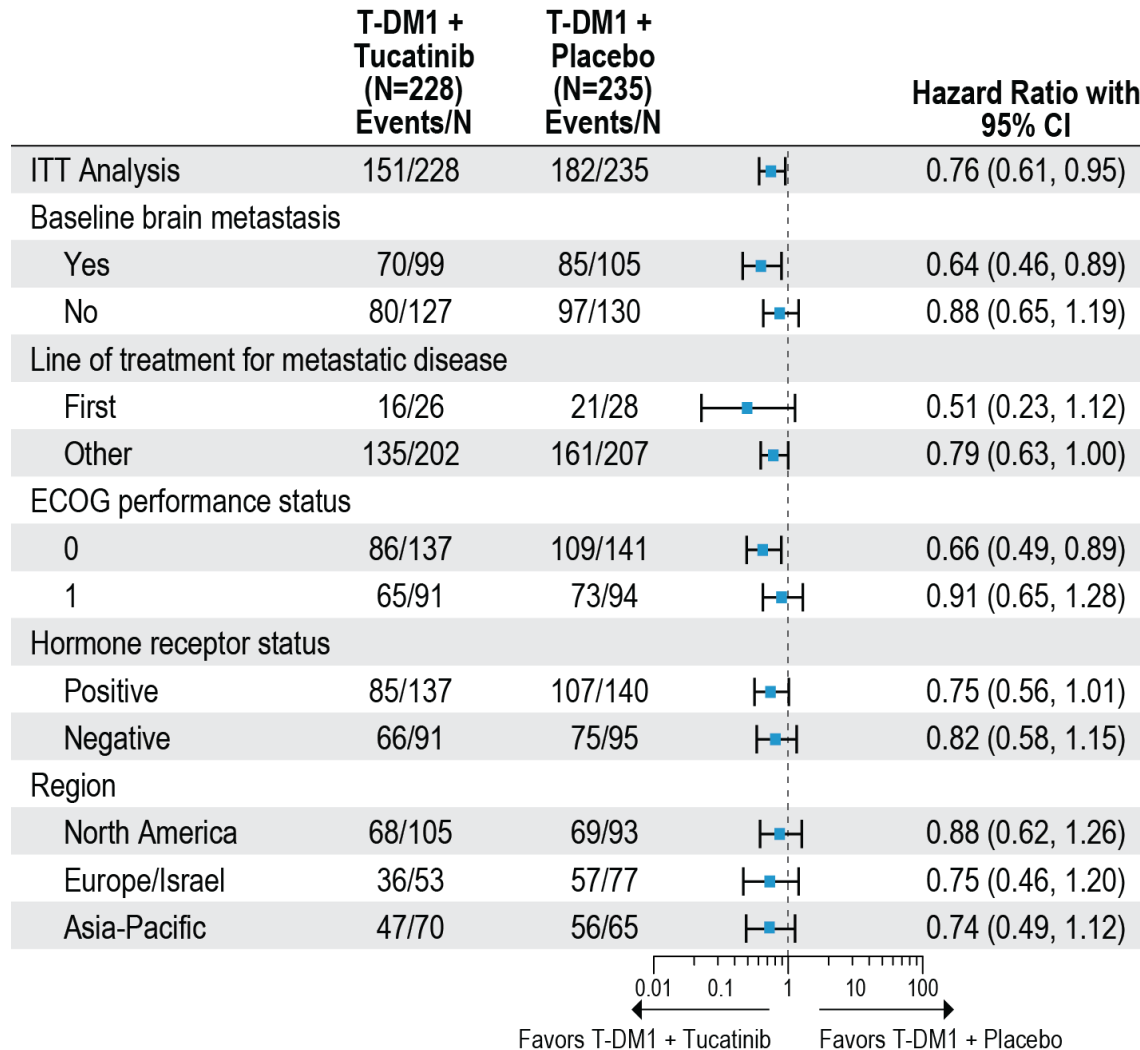 T-DM1 + Tucatinib (N=228) Events/N
T-DM1 + Placebo (N=235) Events/N
Hazard Ratio with 95% CI
ITT Analysis 151/228 182/235 0.76 (0.61, 0.95)
Baseline brain metastasis
Yes 70/99 85/105 0.64 (0.46, 0.89)
No 80/127 97/130 0.88 (0.65, 1.19)
Line of treatment for metastatic disease
First 16/26 21/28 0.51 (0.23, 1.12)
Other 135/202 161/207 0.79 (0.63, 1.00)
ECOG performance status
0 86/137 109/141 0.66 (0.49, 0.89)
1 65/91 73/94 0.91 (0.65, 1.28)
Hormone receptor status
Positive 85/137 107/140 0.75 (0.56, 1.01)
Negative 66/91 75/95 0.82 (0.58, 1.15)
Region
North America 68/105 69/93 0.88 (0.62, 1.26)
Europe/Israel 36/53 57/77 0.75 (0.46, 1.20)
Asia-Pacific 47/70 56/65 0.74 (0.49, 1.12)
0.01 0.1 1 10 100
Favors T-DM1 + Tucatinib Favors T-DM1 + Placebo